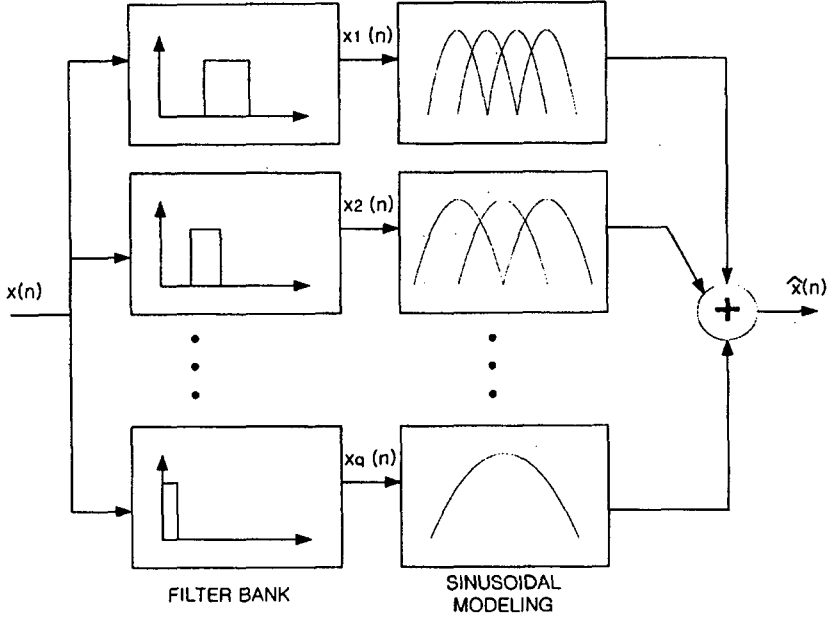 x1 (n)
x2 (n)
x(n)
^x(n)
+
xq (n)
FILTER BANK
SINUSOIDAL
MODELING